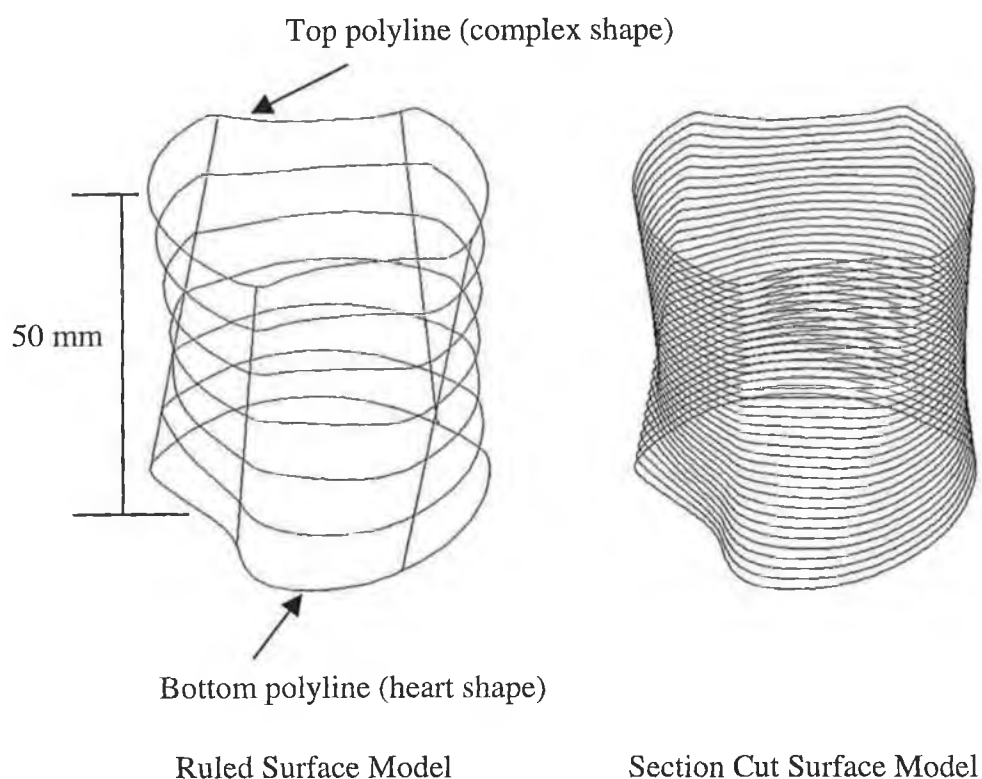 Top polyline (complex shape)
50 mm
Bottom polyline (heart shape)
Ruled Surface Model
Section Cut Surface Model